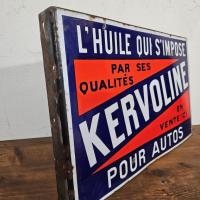 L'HUILE QUI S'IMPOSE
PAR SES
QUALITÉS
KERVOLINE
EN
VENTE ICI
POUR AUTOS